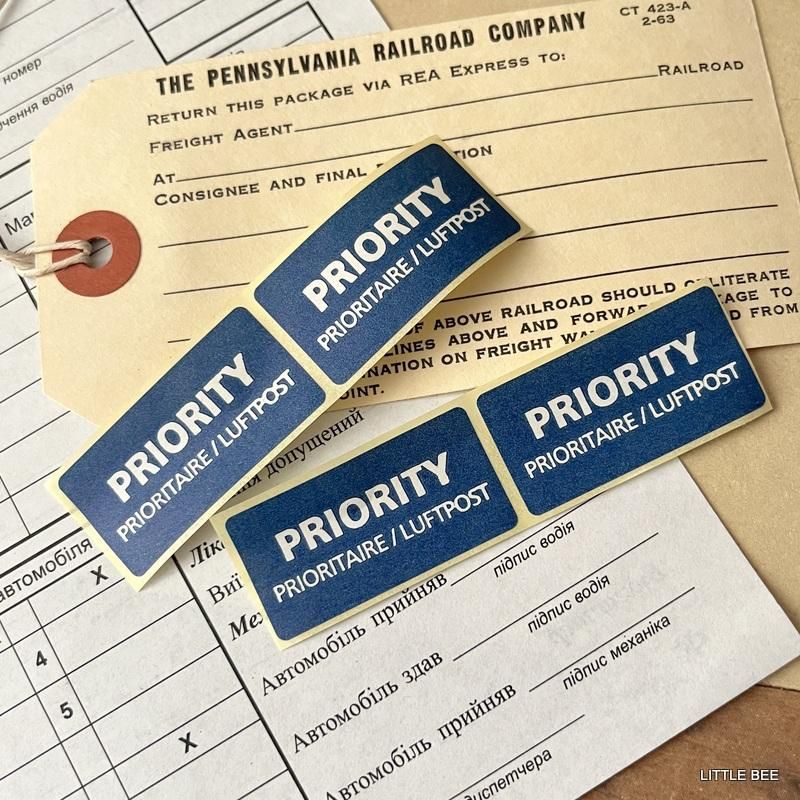 THE PENNSYLVANIA RAILROAD COMPANY
CT 423-A
2-63
RETURN THIS PACKAGE VIA REA EXPRESS TO:
RAILROAD
FREIGHT AGENT
AT
CONSIGNEE AND FINAL
OF ABOVE RAILROAD SHOULD OBLITERATE
LINES ABOVE AND FORWARD TO
ON FREIGHT FROM
PRIORITY
PRIORITAIRE / LUFTPOST
PRIORITY
PRIORITAIRE / LUFTPOST
PRIORITY
PRIORITAIRE / LUFTPOST
PRIORITY
PRIORITAIRE / LUFTPOST
номер
водія
допущений
автомобіля
X
4
5
X
Автомобіль прийняв
підпис водія
Автомобіль здав
підпис водія
Автомобіль прийняв
підпис механіка
диспетчера
LITTLE BEE